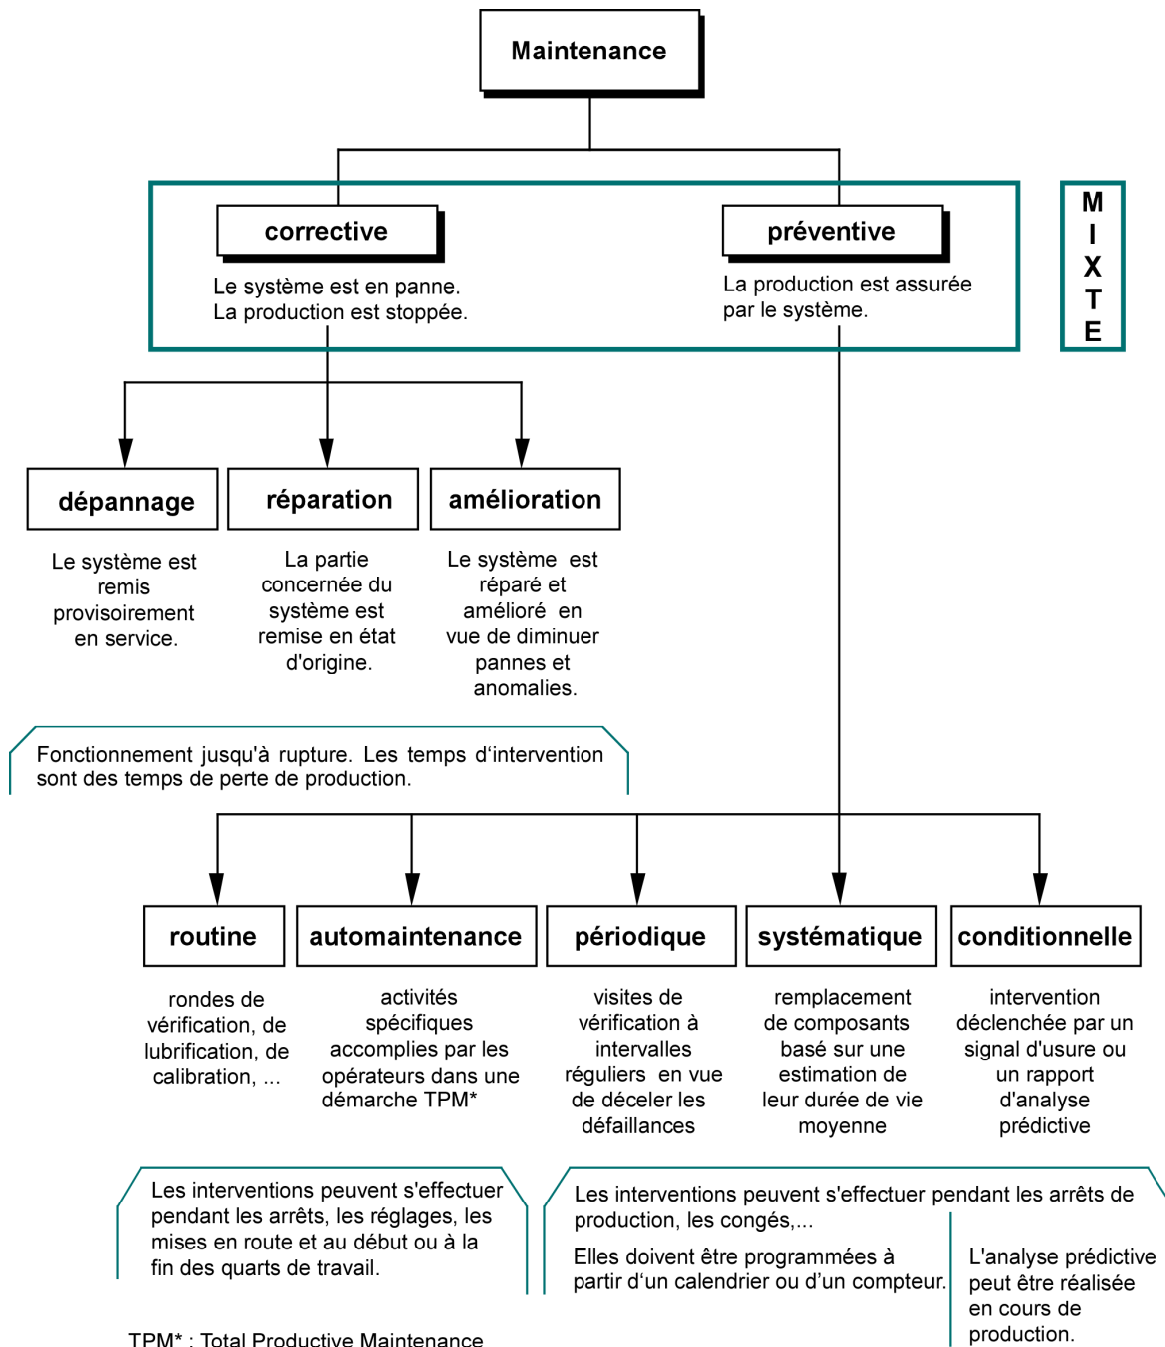 Maintenance
corrective
préventive
M
I
X
T
E
Le système est en panne.
La production est stoppée.
La production est assurée
par le système.
dépannage
réparation
amélioration
Le système est
remis
provisoirement
en service.
La partie
concernée du
système est
remise en état
d'origine.
Le système est
réparé et
amélioré en
vue de diminuer
pannes et
anomalies.
Fonctionnement jusqu'à rupture. Les temps d‘intervention
sont des temps de perte de production.
routine
automaintenance
périodique
systématique
conditionnelle
rondes de
vérification, de
lubrification, de
calibration, ...
activités
spécifiques
accomplies par les
opérateurs dans une
démarche TPM*
visites de
vérification à
intervalles
réguliers en vue
de déceler les
défaillances
remplacement
de composants
basé sur une
estimation de
leur durée de vie
moyenne
intervention
déclenchée par un
signal d'usure ou
un rapport
d'analyse
prédictive
Les interventions peuvent s'effectuer
pendant les arrêts, les réglages, les
mises en route et au début ou à la
fin des quarts de travail.
Les interventions peuvent s'effectuer pendant les arrêts de
production, les congés,...
Elles doivent être programmées à
partir d‘un calendrier ou d’un compteur.
L'analyse prédictive
peut être réalisée
en cours de
production.
TPM* : Total Productive Maintenance